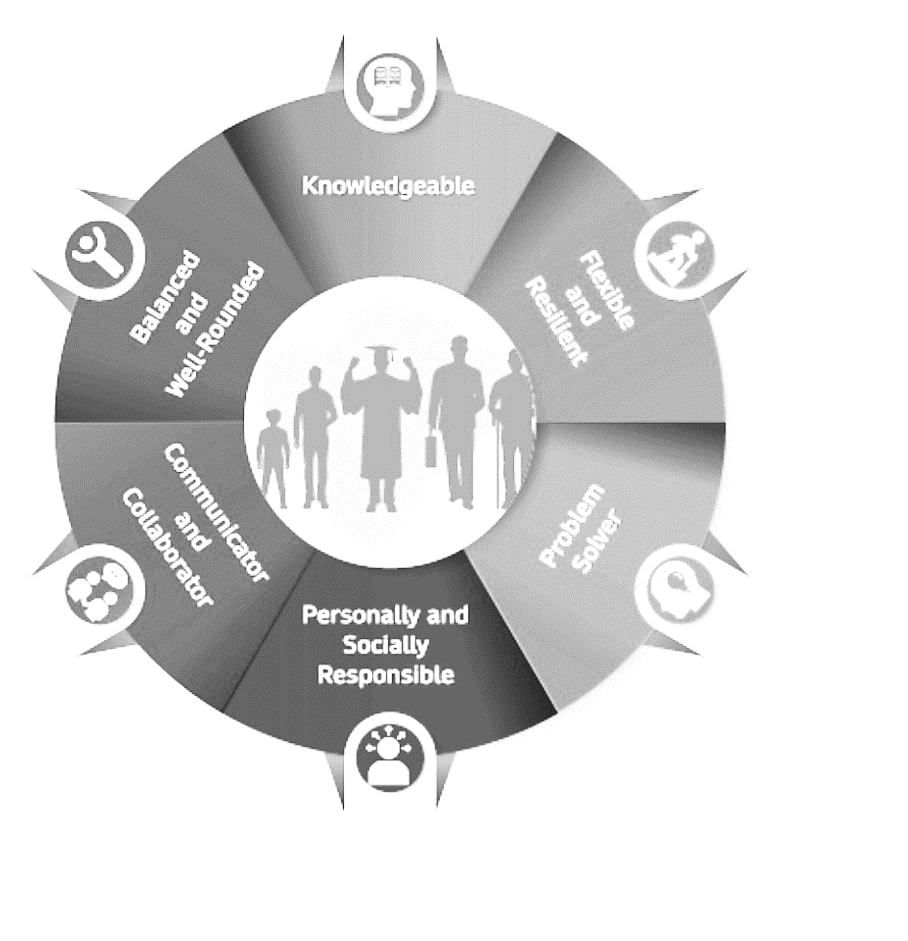 Knowledgeable
Flexible
and
Resilient
Problem
Solver
Personally and
Socially
Responsible
Communicator
and
Collaborator
Balanced
and
Well-Rounded